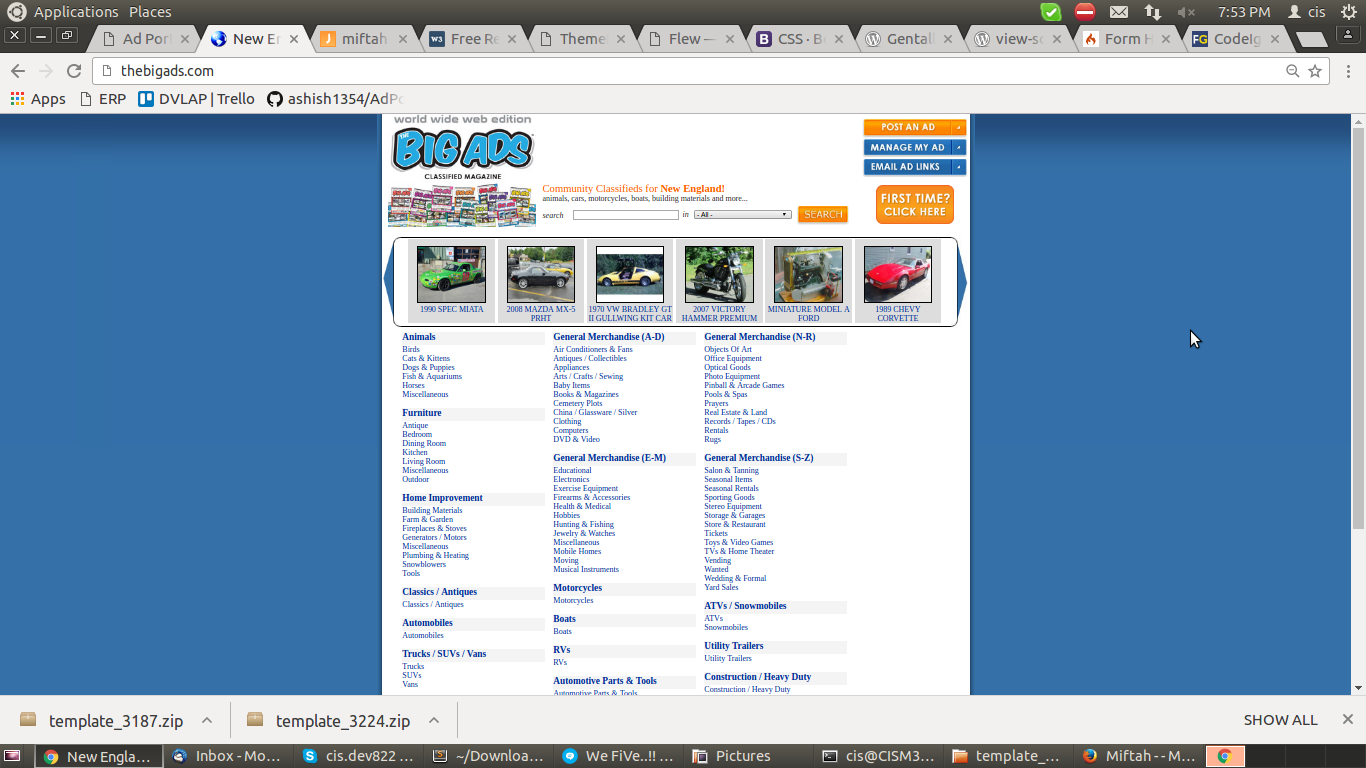 Applications Places
7:53 PM cis
Ad Port
New En
miftah
W3 Free Re
Theme
Flew —
B CSS · B
Gentall
view-so
Form H
FG CodeIg
thebigads.com
Apps ERP DVLAP | Trello ashish1354/AdPo
world wide web edition
THE BIG ADS
CLASSIFIED MAGAZINE
POST AN AD
MANAGE MY AD
EMAIL AD LINKS
Community Classifieds for New England!
animals, cars, motorcycles, boats, building materials and more...
search in - All - SEARCH
FIRST TIME?
CLICK HERE
1990 SPEC MIATA
2008 MAZDA MX-5
PRHT
1970 VW BRADLEY GT
II GULLWING KIT CAR
2007 VICTORY
HAMMER PREMIUM
MINIATURE MODEL A
FORD
1989 CHEVY
CORVETTE
Animals
Birds
Cats & Kittens
Dogs & Puppies
Fish & Aquariums
Horses
Miscellaneous
Furniture
Antique
Bedroom
Dining Room
Kitchen
Living Room
Miscellaneous
Outdoor
Home Improvement
Building Materials
Farm & Garden
Fireplaces & Stoves
Generators / Motors
Miscellaneous
Plumbing & Heating
Snowblowers
Tools
Classics / Antiques
Classics / Antiques
Automobiles
Automobiles
Trucks / SUVs / Vans
Trucks
SUVs
Vans
General Merchandise (A-D)
Air Conditioners & Fans
Antiques / Collectibles
Appliances
Arts / Crafts / Sewing
Baby Items
Books & Magazines
Cemetery Plots
China / Glassware / Silver
Clothing
Computers
DVD & Video
General Merchandise (E-M)
Educational
Electronics
Exercise Equipment
Firearms & Accessories
Health & Medical
Hobbies
Hunting & Fishing
Jewelry & Watches
Miscellaneous
Mobile Homes
Moving
Musical Instruments
Motorcycles
Motorcycles
Boats
Boats
RVs
RVs
Automotive Parts & Tools
Automotive Parts & Tools
General Merchandise (N-R)
Objects Of Art
Office Equipment
Optical Goods
Photo Equipment
Pinball & Arcade Games
Pools & Spas
Prayers
Real Estate & Land
Records / Tapes / CDs
Rentals
Rugs
General Merchandise (S-Z)
Salon & Tanning
Seasonal Items
Seasonal Rentals
Sporting Goods
Stereo Equipment
Storage & Garages
Store & Restaurant
Tickets
Toys & Video Games
TVs & Home Theater
Vending
Wanted
Wedding & Formal
Yard Sales
ATVs / Snowmobiles
ATVs
Snowmobiles
Utility Trailers
Utility Trailers
Construction / Heavy Duty
Construction / Heavy Duty
template_3187.zip template_3224.zip SHOW ALL
New Engla... Inbox - Mo... cis.dev822 ... ~/Downloa... We FiVe..!! ... Pictures cis@CISM3... template_... Miftah -- M...